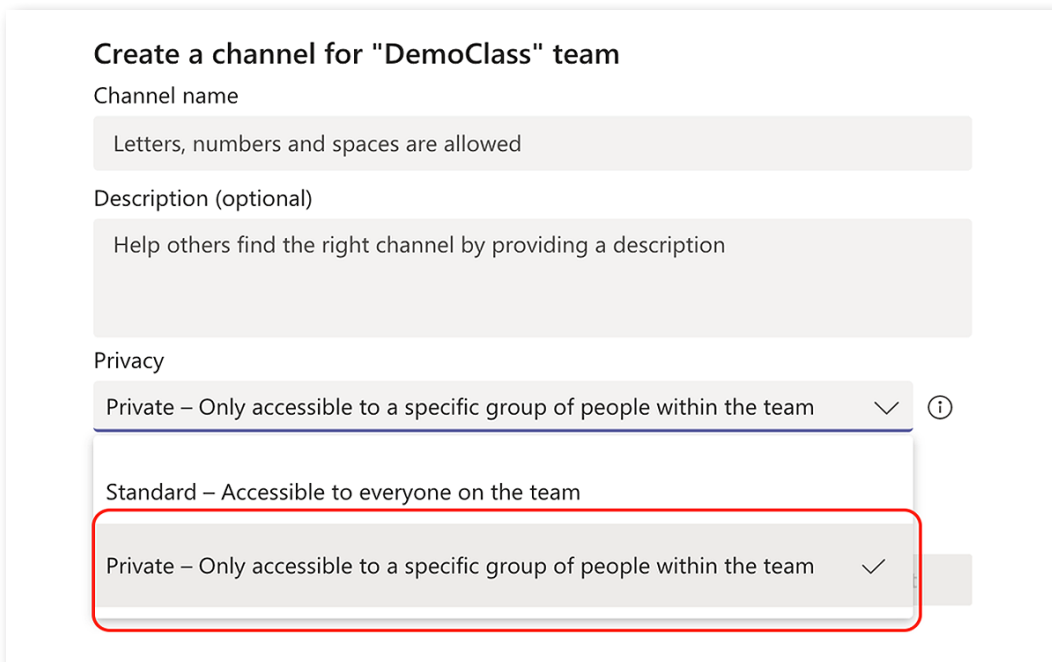 Create a channel for "DemoClass" team
Channel name
Letters, numbers and spaces are allowed
Description (optional)
Help others find the right channel by providing a description
Privacy
Private – Only accessible to a specific group of people within the team
Standard – Accessible to everyone on the team
Private – Only accessible to a specific group of people within the team